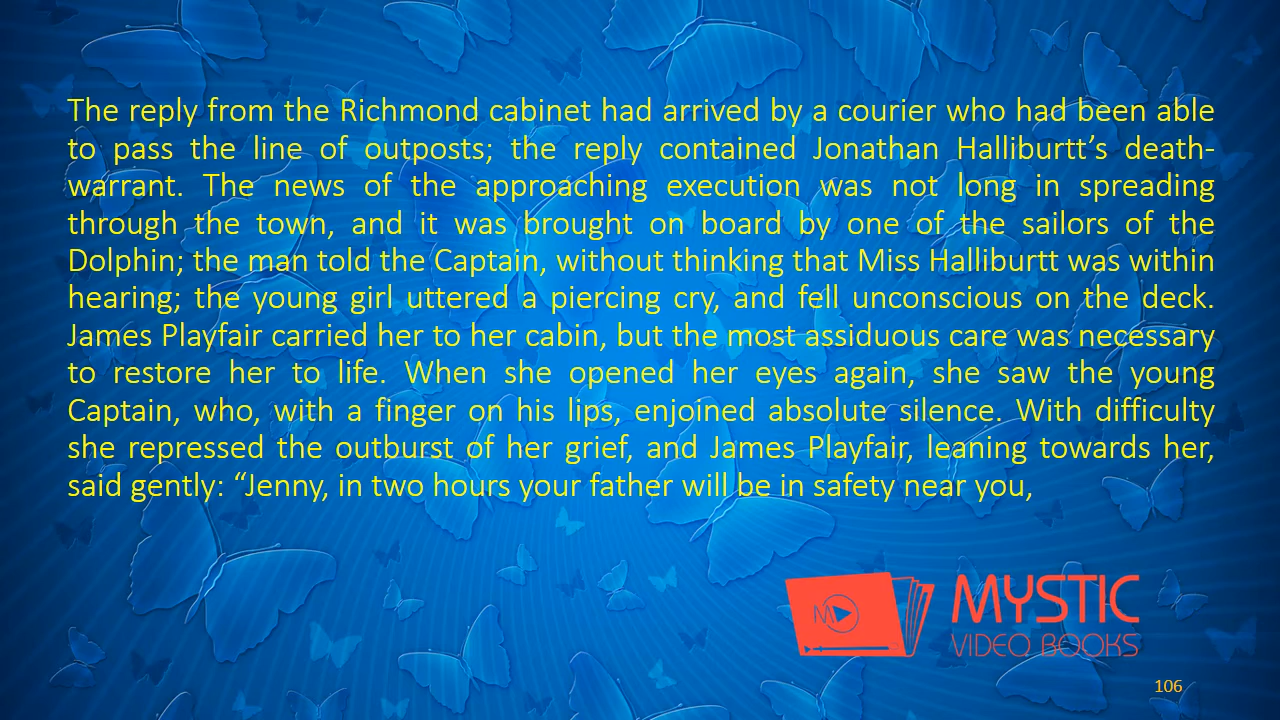 The reply from the Richmond cabinet had arrived by a courier who had been able
to pass the line of outposts; the reply contained Jonathan Halliburtt’s death-
warrant. The news of the approaching execution was not long in spreading
through the town, and it was brought on board by one of the sailors of the
Dolphin; the man told the Captain, without thinking that Miss Halliburtt was within
hearing; the young girl uttered a piercing cry, and fell unconscious on the deck.
James Playfair carried her to her cabin, but the most assiduous care was necessary
to restore her to life. When she opened her eyes again, she saw the young
Captain, who, with a finger on his lips, enjoined absolute silence. With difficulty
she repressed the outburst of her grief, and James Playfair, leaning towards her,
said gently: “Jenny, in two hours your father will be in safety near you,
MYSTIC
VIDEO BOOKS
106